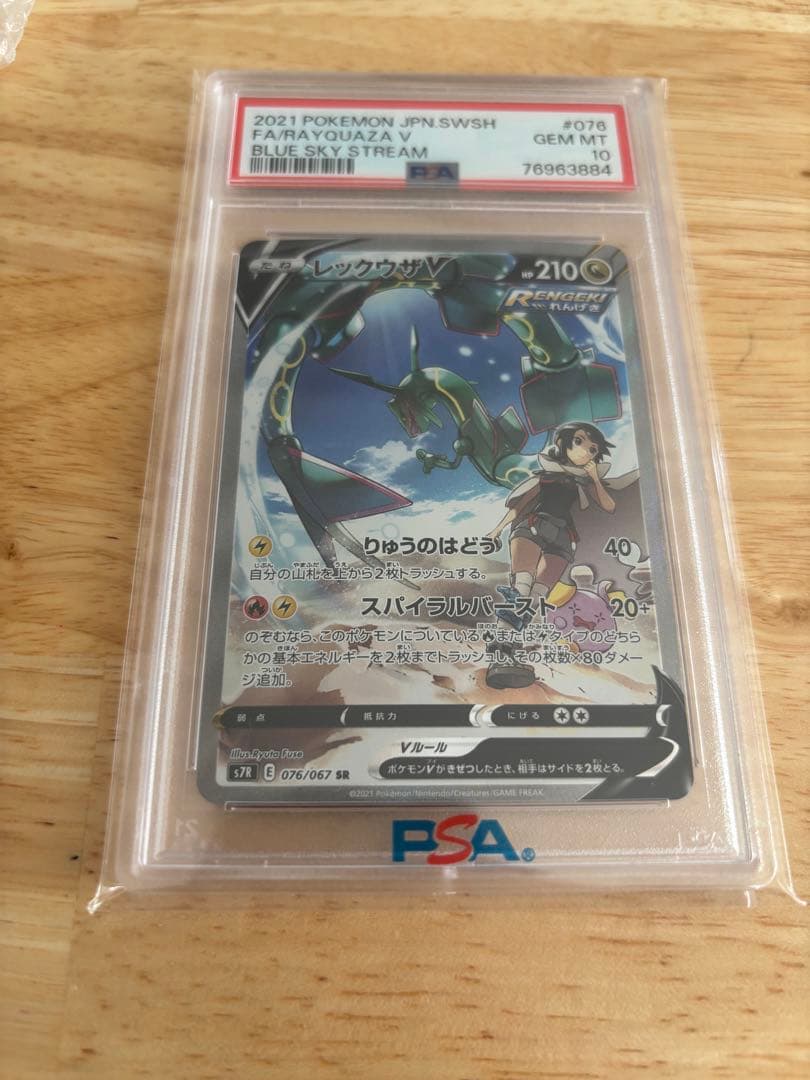 2021 POKEMON JPN.SWSH #076
FA/RAYQUAZA V GEM MT
BLUE SKY STREAM 10
PSA 76963884
たね レックウザV HP 210
RENGEKI
れんげき
りゅうのはどう 40
自分の山札を上から2枚トラッシュする。
スパイラルバースト 20+
のぞむなら、このポケモンについている またはタイプのどちら
かの基本エネルギーを2枚までトラッシュし、その枚数×80ダメー
ジ追加。
弱点 抵抗力 にげる
Illus.Ryuta Fuse
Vルール
ポケモンVがきぜつしたとき、相手はサイドを2枚とる。
s7R E 076/067 SR
©2021 Pokémon/Nintendo/Creatures/GAME FREAK.
PSA®